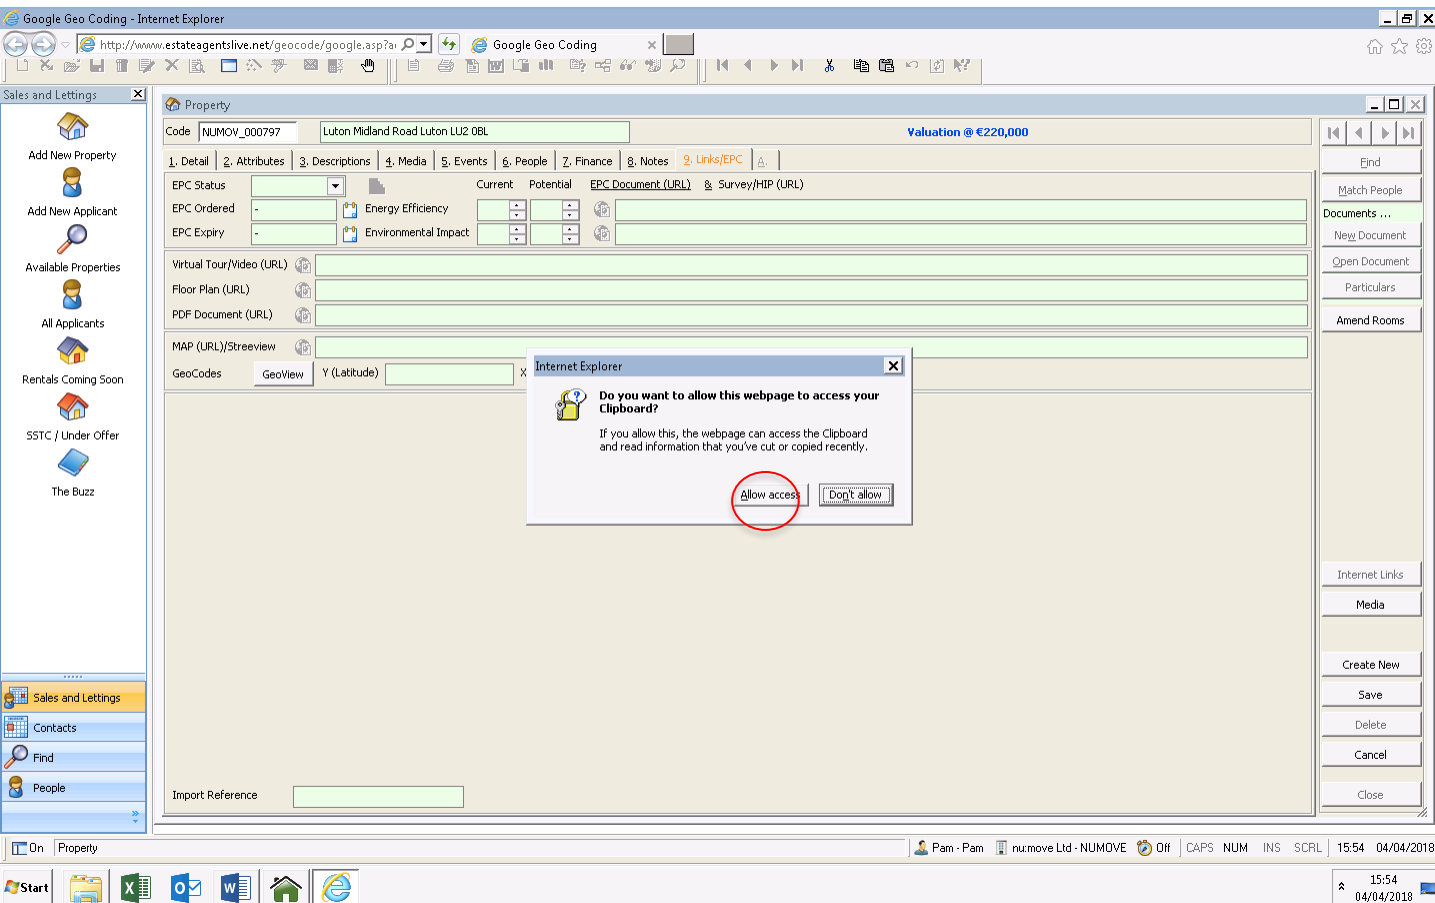 Google Geo Coding - Internet Explorer
http://www.estateagentslive.net/geocode/google.asp?a
Google Geo Coding
Sales and Lettings
Property
Code NUMOV_000797 Luton Midland Road Luton LU2 0BL Valuation @ €220,000
1. Detail 2. Attributes 3. Descriptions 4. Media 5. Events 6. People 7. Finance 8. Notes 9. Links/EPC A.
EPC Status Current Potential EPC Document (URL) & Survey/HIP (URL)
EPC Ordered - Energy Efficiency
EPC Expiry - Environmental Impact
Virtual Tour/Video (URL)
Floor Plan (URL)
PDF Document (URL)
MAP (URL)/Streeview
GeoCodes GeoView Y (Latitude) X
Import Reference
Add New Property
Add New Applicant
Available Properties
All Applicants
Rentals Coming Soon
SSTC / Under Offer
The Buzz
Sales and Lettings
Contacts
Find
People
Internet Explorer
Do you want to allow this webpage to access your
Clipboard?
If you allow this, the webpage can access the Clipboard
and read information that you've cut or copied recently.
Allow access Don't allow
Find
Match People
Documents ...
New Document
Open Document
Particulars
Amend Rooms
Internet Links
Media
Create New
Save
Delete
Cancel
Close
On Property Pam - Pam nu:move Ltd - NUMOVE Off CAPS NUM INS SCRL 15:54 04/04/2018
Start
15:54
04/04/2018